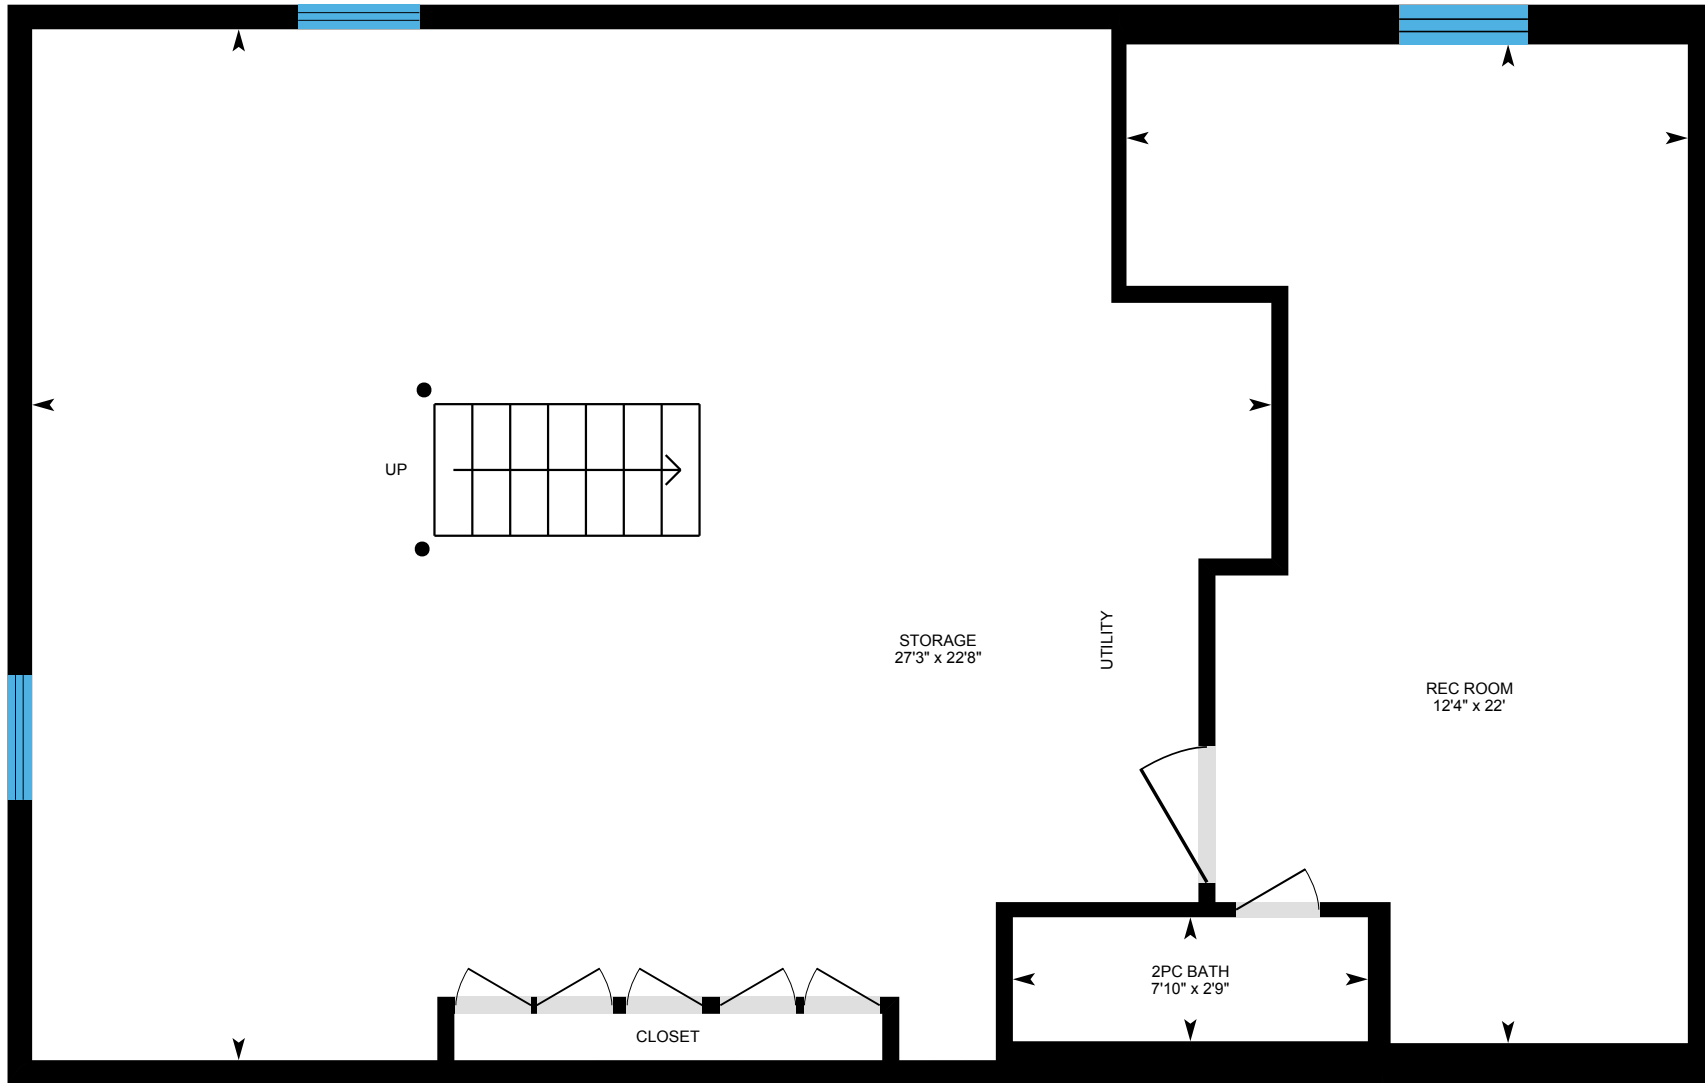 UP
STORAGE
27'3" x 22'8"
UTILITY
REC ROOM
12'4" x 22'
2PC BATH
7'10" x 2'9"
CLOSET